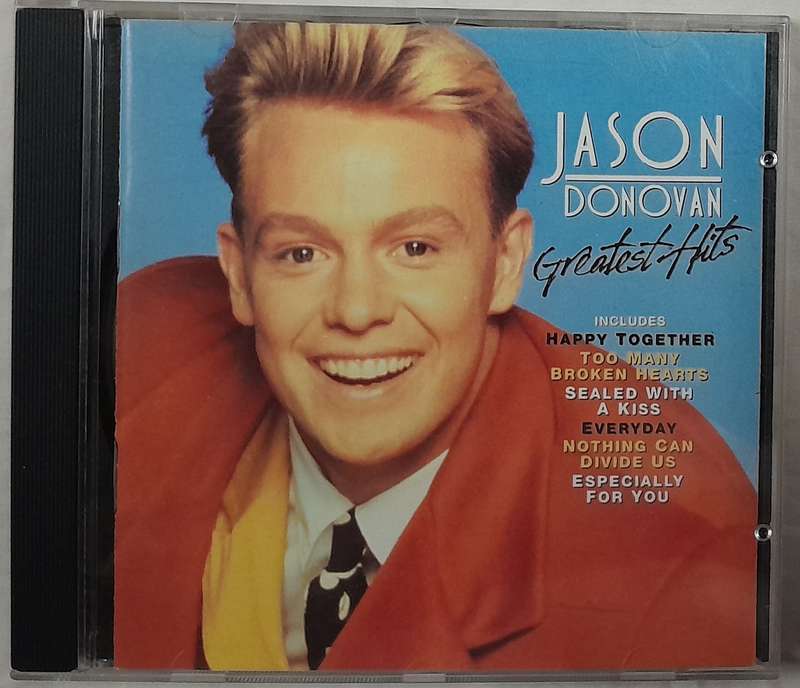 JASON
DONOVAN
Greatest Hits
INCLUDES
HAPPY TOGETHER
TOO MANY
BROKEN HEARTS
SEALED WITH
A KISS
EVERYDAY
NOTHING CAN
DIVIDE US
ESPECIALLY
FOR YOU